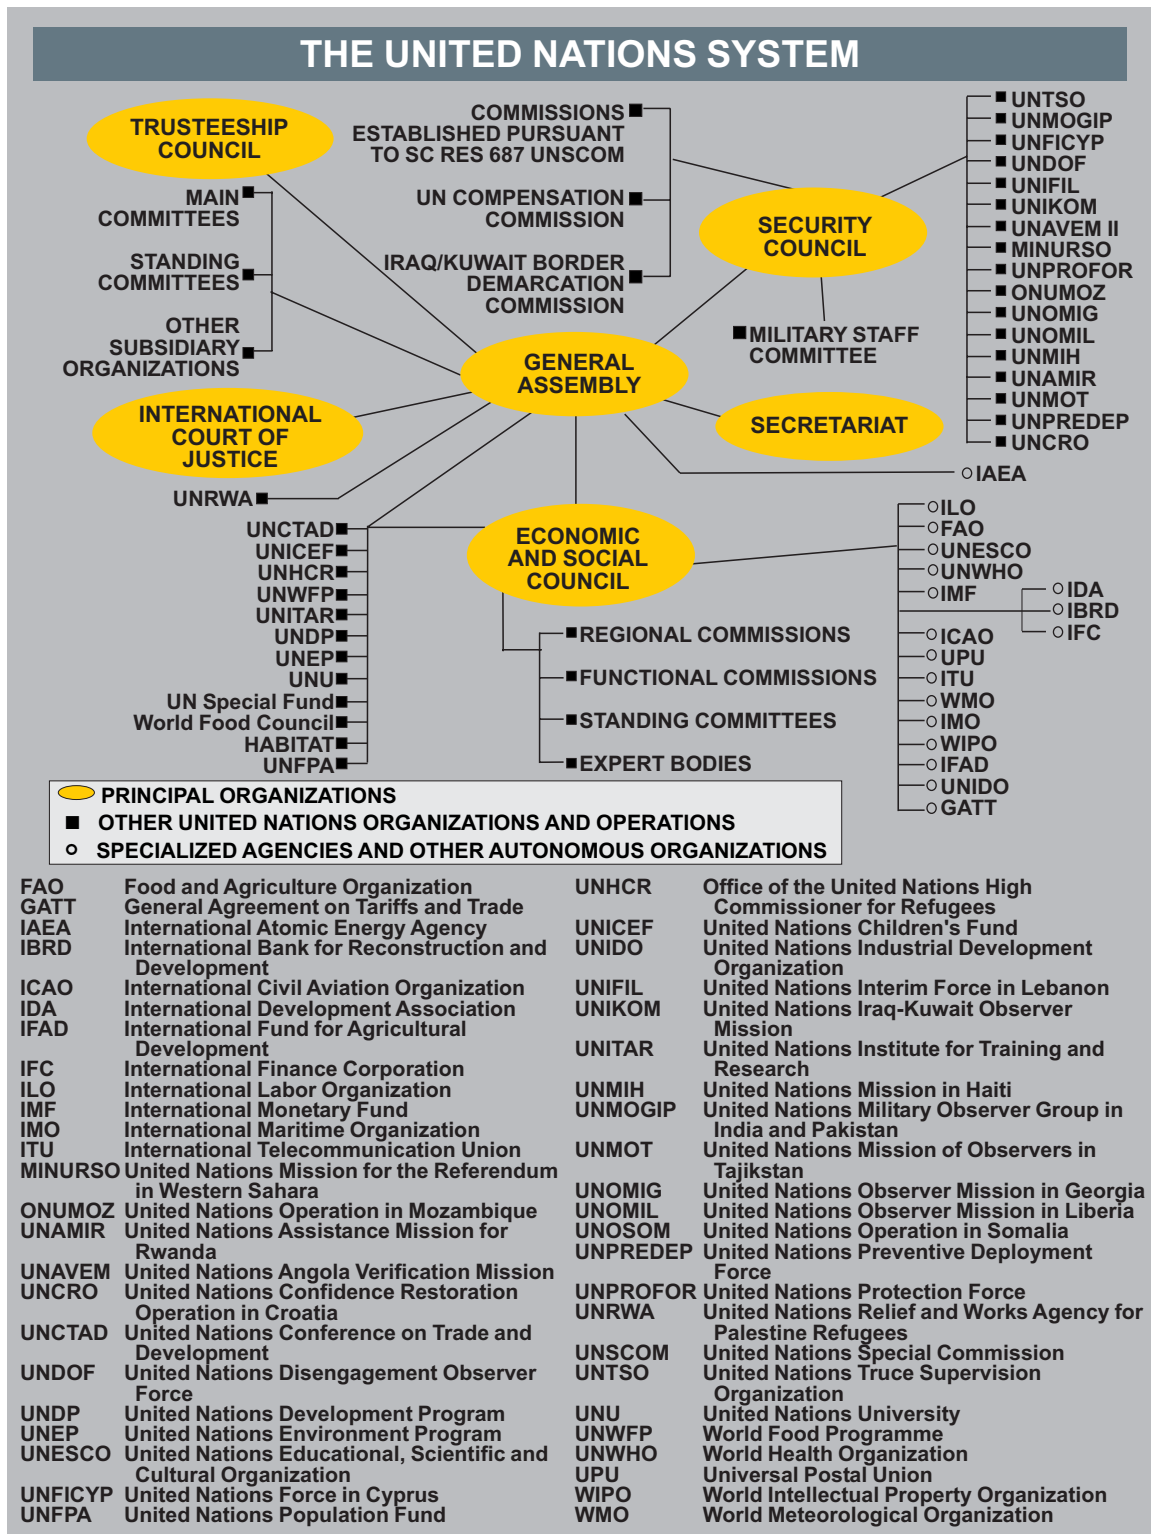 THE UNITED NATIONS SYSTEM
TRUSTEESHIP
COUNCIL
MAIN
COMMITTEES
STANDING
COMMITTEES
OTHER
SUBSIDIARY
ORGANIZATIONS
COMMISSIONS
ESTABLISHED PURSUANT
TO SC RES 687 UNSCOM
UN COMPENSATION
COMMISSION
IRAQ/KUWAIT BORDER
DEMARCATION
COMMISSION
SECURITY
COUNCIL
MILITARY STAFF
COMMITTEE
UNTSO
UNMOGIP
UNFICYP
UNDOF
UNIFIL
UNIKOM
UNAVEM II
MINURSO
UNPROFOR
ONUMOZ
UNOMIG
UNOMIL
UNMIH
UNAMIR
UNMOT
UNPREDEP
UNCRO
GENERAL
ASSEMBLY
INTERNATIONAL
COURT OF
JUSTICE
SECRETARIAT
IAEA
UNRWA
UNCTAD
UNICEF
UNHCR
UNWFP
UNITAR
UNDP
UNEP
UNU
UN Special Fund
World Food Council
HABITAT
UNFPA
ECONOMIC
AND SOCIAL
COUNCIL
REGIONAL COMMISSIONS
FUNCTIONAL COMMISSIONS
STANDING COMMITTEES
EXPERT BODIES
ILO
FAO
UNESCO
UNWHO
IMF
IDA
IBRD
IFC
ICAO
UPU
ITU
WMO
IMO
WIPO
IFAD
UNIDO
GATT
PRINCIPAL ORGANIZATIONS
OTHER UNITED NATIONS ORGANIZATIONS AND OPERATIONS
SPECIALIZED AGENCIES AND OTHER AUTONOMOUS ORGANIZATIONS
FAO Food and Agriculture Organization
GATT General Agreement on Tariffs and Trade
IAEA International Atomic Energy Agency
IBRD International Bank for Reconstruction and
Development
ICAO International Civil Aviation Organization
IDA International Development Association
IFAD International Fund for Agricultural
Development
IFC International Finance Corporation
ILO International Labor Organization
IMF International Monetary Fund
IMO International Maritime Organization
ITU International Telecommunication Union
MINURSO United Nations Mission for the Referendum
in Western Sahara
ONUMOZ United Nations Operation in Mozambique
UNAMIR United Nations Assistance Mission for
Rwanda
UNAVEM United Nations Angola Verification Mission
UNCRO United Nations Confidence Restoration
Operation in Croatia
UNCTAD United Nations Conference on Trade and
Development
UNDOF United Nations Disengagement Observer
Force
UNDP United Nations Development Program
UNEP United Nations Environment Program
UNESCO United Nations Educational, Scientific and
Cultural Organization
UNFICYP United Nations Force in Cyprus
UNFPA United Nations Population Fund
UNHCR Office of the United Nations High
Commissioner for Refugees
UNICEF United Nations Children's Fund
UNIDO United Nations Industrial Development
Organization
UNIFIL United Nations Interim Force in Lebanon
UNIKOM United Nations Iraq-Kuwait Observer
Mission
UNITAR United Nations Institute for Training and
Research
UNMIH United Nations Mission in Haiti
UNMOGIP United Nations Military Observer Group in
India and Pakistan
UNMOT United Nations Mission of Observers in
Tajikstan
UNOMIG United Nations Observer Mission in Georgia
UNOMIL United Nations Observer Mission in Liberia
UNOSOM United Nations Operation in Somalia
UNPREDEP United Nations Preventive Deployment
Force
UNPROFOR United Nations Protection Force
UNRWA United Nations Relief and Works Agency for
Palestine Refugees
UNSCOM United Nations Special Commission
UNTSO United Nations Truce Supervision
Organization
UNU United Nations University
UNWFP World Food Programme
UNWHO World Health Organization
UPU Universal Postal Union
WIPO World Intellectual Property Organization
WMO World Meteorological Organization